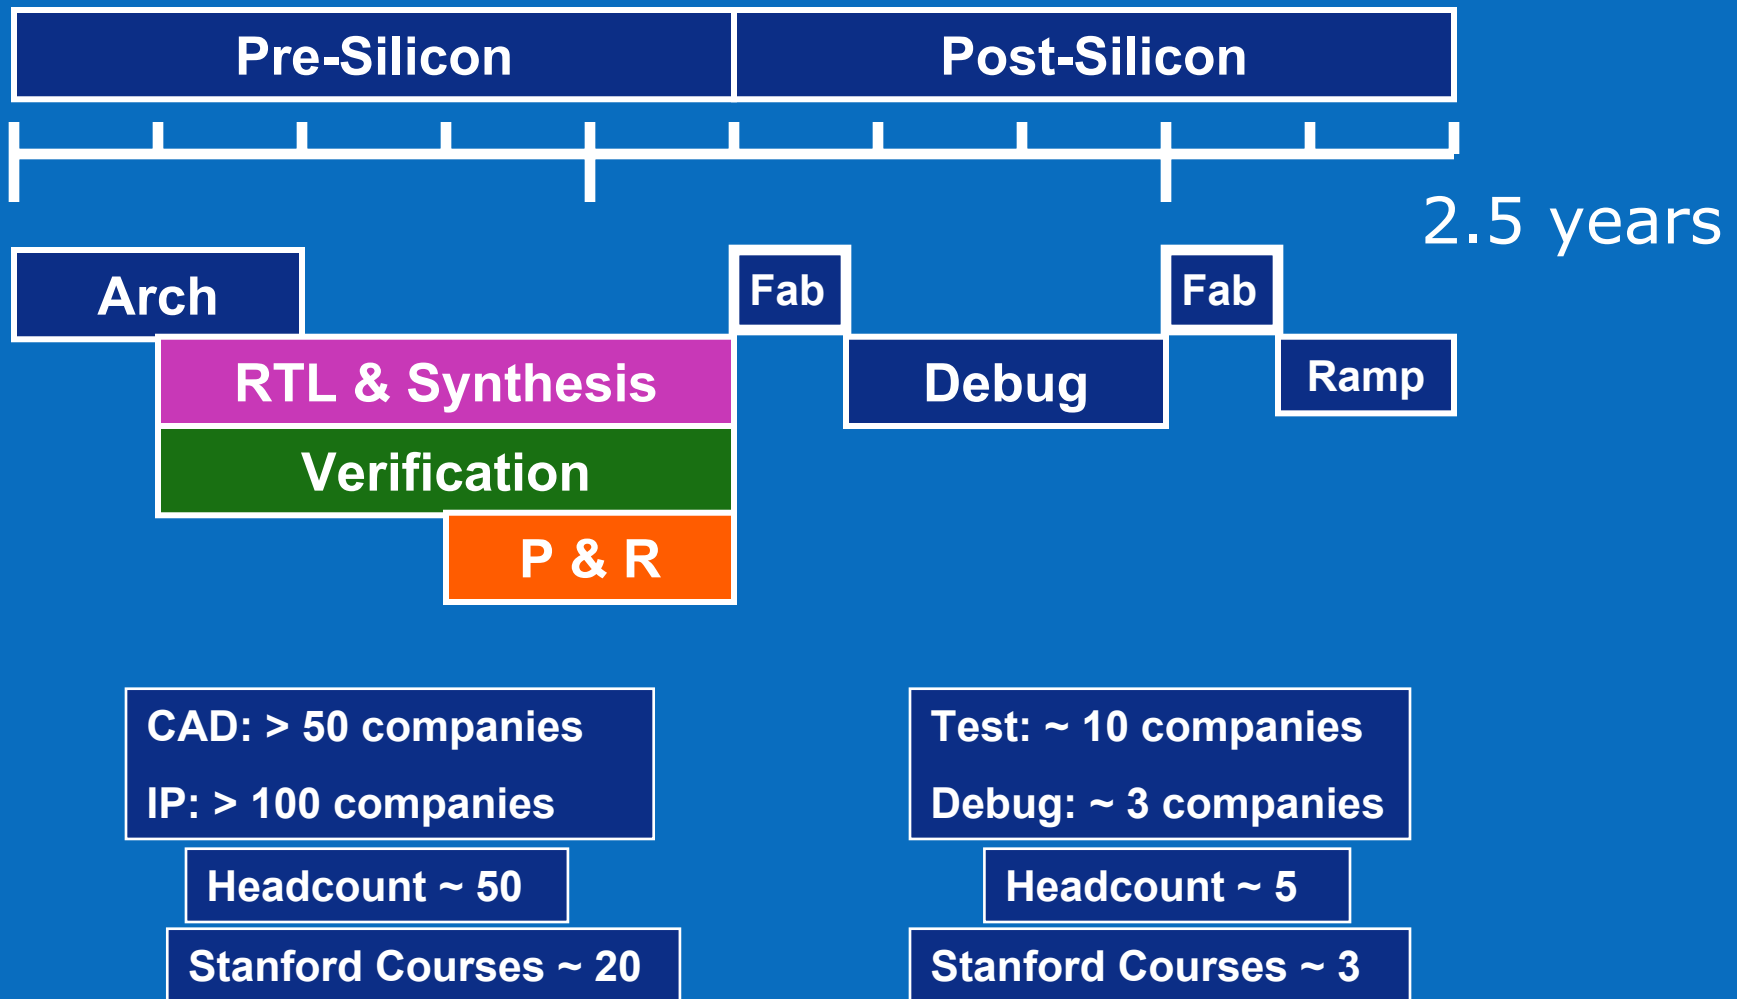 Pre-Silicon
Post-Silicon
2.5 years
Arch
Fab
Fab
RTL & Synthesis
Debug
Ramp
Verification
P & R
CAD: > 50 companies
IP: > 100 companies
Test: ~ 10 companies
Debug: ~ 3 companies
Headcount ~ 50
Headcount ~ 5
Stanford Courses ~ 20
Stanford Courses ~ 3